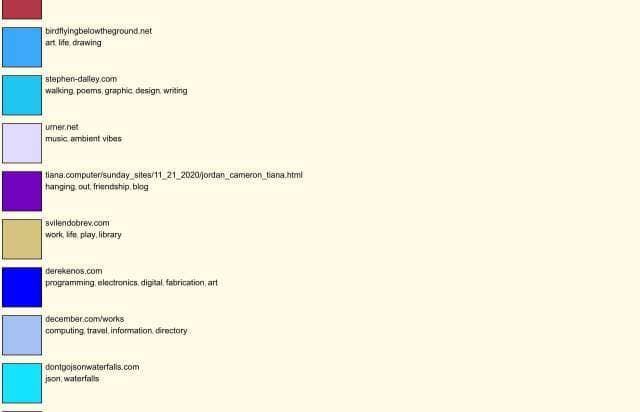 birdflyingbelowtheground.net
art, life, drawing
stephen-dalley.com
walking, poems, graphic, design, writing
urner.net
music, ambient vibes
tiana.computer/sunday_sites/11_21_2020/jordan_cameron_tiana.html
hanging, out, friendship, blog
svilendobrev.com
work, life, play, library
derekenos.com
programming, electronics, digital, fabrication, art
december.com/works
computing, travel, information, directory
dontgojsonwaterfalls.com
json, waterfalls